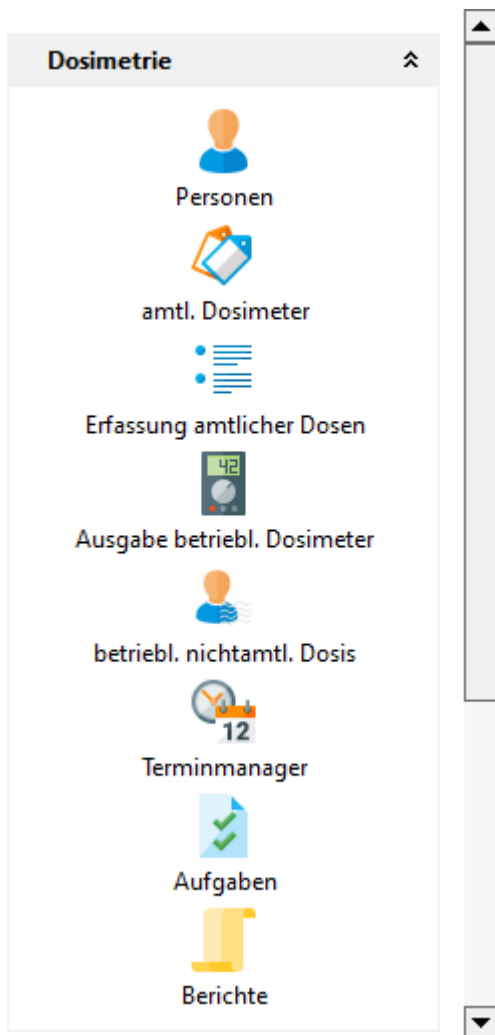 Dosimetrie
Personen
amtl. Dosimeter
Erfassung amtlicher Dosen
42
Ausgabe betriebl. Dosimeter
betriebl. nichtamtl. Dosis
12
Terminmanager
Aufgaben
Berichte